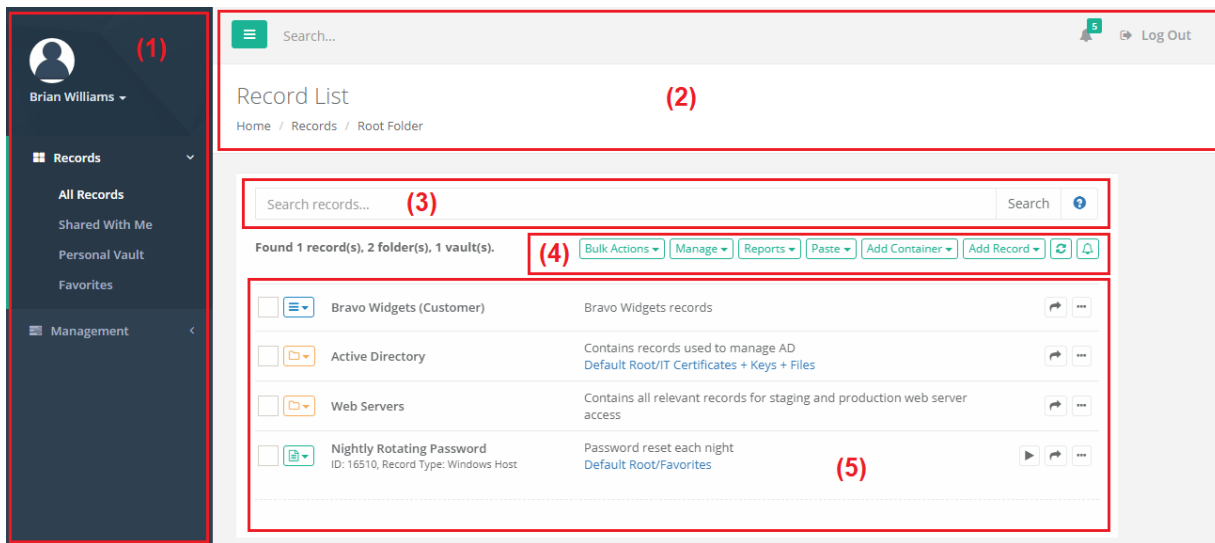 (1)
Brian Williams
Records
All Records
Shared With Me
Personal Vault
Favorites
Management
Search...
5
Log Out
Record List
(2)
Home / Records / Root Folder
Search records...
(3)
Search
?
Found 1 record(s), 2 folder(s), 1 vault(s).
(4)
Bulk Actions Manage Reports Paste Add Container Add Record
Bravo Widgets (Customer) Bravo Widgets records
Active Directory
Contains records used to manage AD
Default Root/IT Certificates + Keys + Files
Web Servers
Contains all relevant records for staging and production web server
access
Nightly Rotating Password
ID: 16510, Record Type: Windows Host
Password reset each night
Default Root/Favorites
(5)